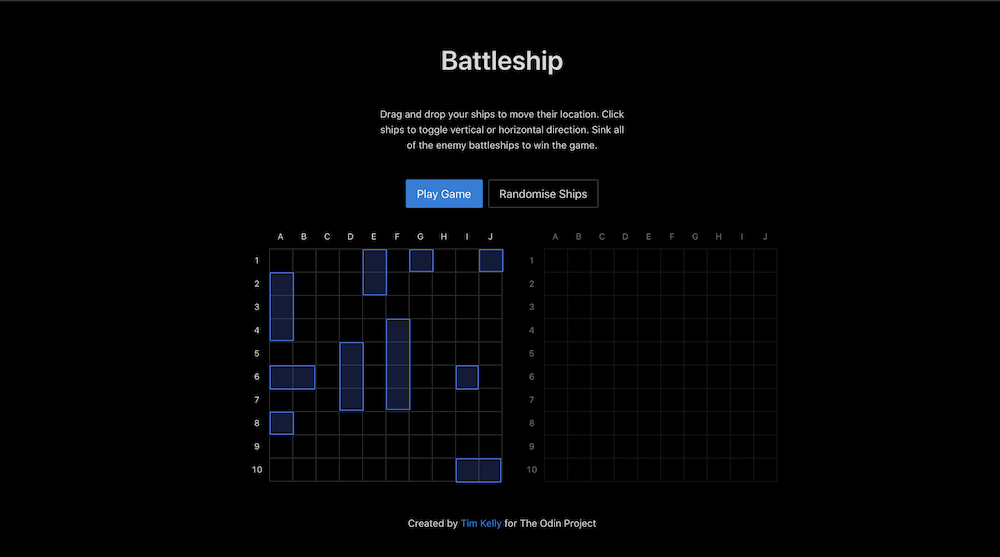 Battleship
Drag and drop your ships to move their location. Click
ships to toggle vertical or horizontal direction. Sink all
of the enemy battleships to win the game.
Play Game Randomise Ships
A B C D E F G H I J
1
2
3
4
5
6
7
8
9
10
A B C D E F G H I J
1
2
3
4
5
6
7
8
9
10
Created by Tim Kelly for The Odin Project